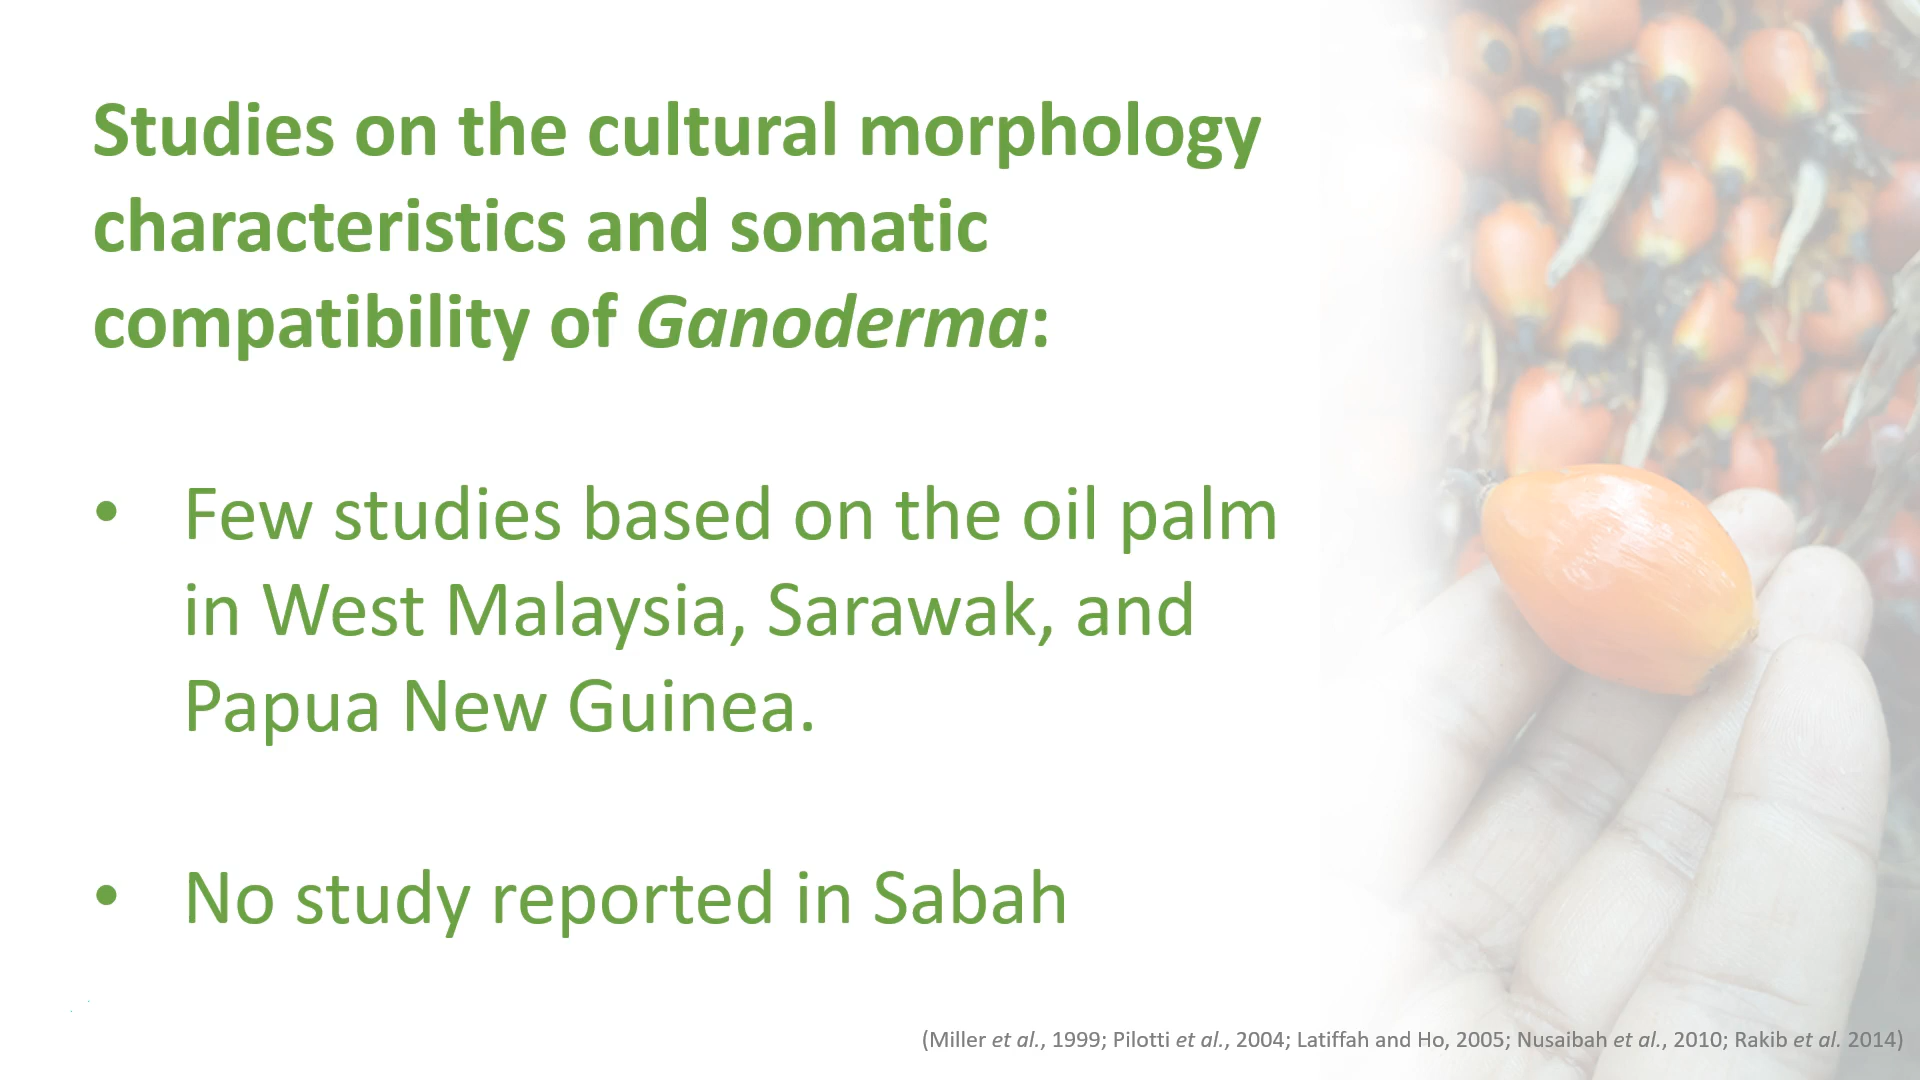 Studies on the cultural morphology
characteristics and somatic
compatibility of Ganoderma:
• Few studies based on the oil palm
in West Malaysia, Sarawak, and
Papua New Guinea.
• No study reported in Sabah
(Miller et al., 1999; Pilotti et al., 2004; Latiffah and Ho, 2005; Nusaibah et al., 2010; Rakib et al. 2014)